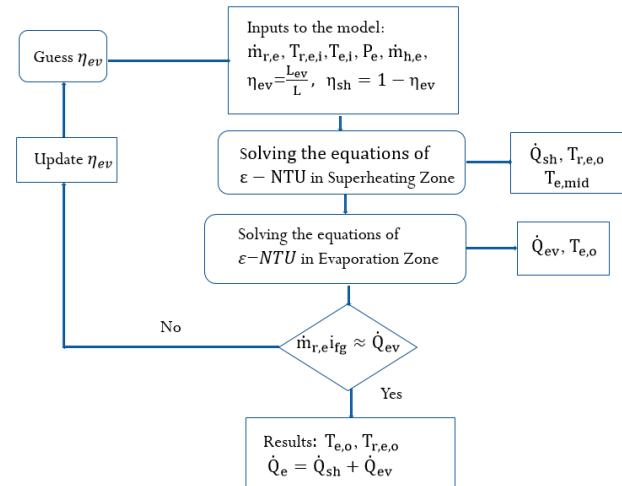 Guess η_ev
Inputs to the model:
ṁ_r,e, T_r,e,i, T_e,i, P_e, ṁ_h,e,
η_ev=L_ev/L, η_sh = 1 − η_ev
Update η_ev
Solving the equations of
ε − NTU in Superheating Zone
Q̇_sh, T_r,e,o
T_e,mid
Solving the equations of
ε−NTU in Evaporation Zone
Q̇_ev, T_e,o
No
ṁ_r,e i_fg ≈ Q̇_ev
Yes
Results: T_e,o, T_r,e,o
Q̇_e = Q̇_sh + Q̇_ev